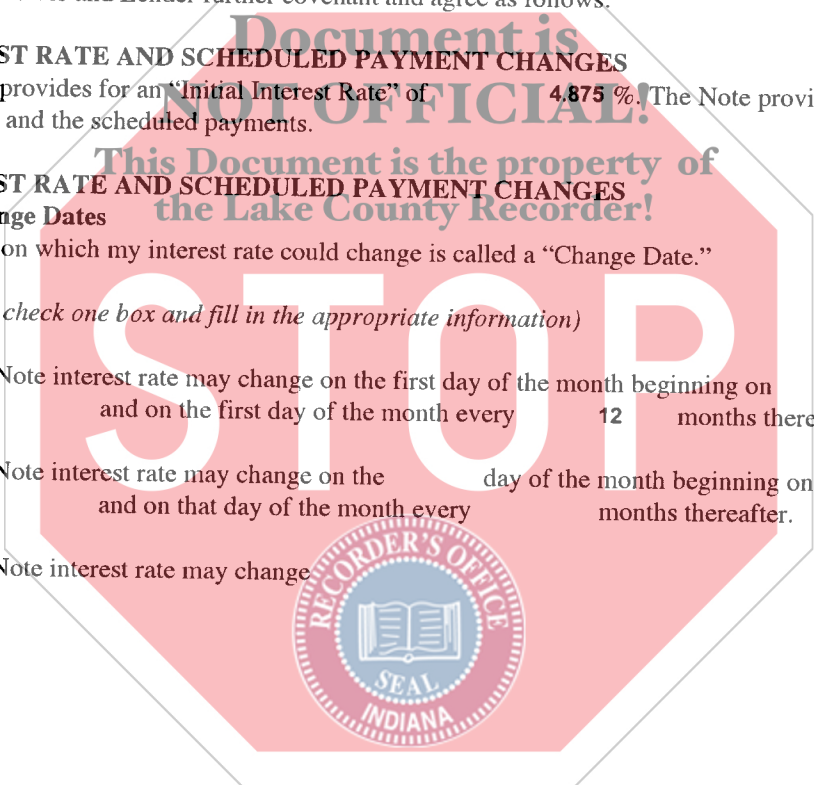 and Lender further covenant and agree as follows:
Document is
ST RATE AND SCHEDULED PAYMENT CHANGES
provides for an “Initial Interest Rate” of 4.875 %. The Note provi
NOT OFFICIAL!
and the scheduled payments.
This Document is the property of
ST RATE AND SCHEDULED PAYMENT CHANGES
the Lake County Recorder!
nge Dates
on which my interest rate could change is called a “Change Date.”
check one box and fill in the appropriate information)
STOP
Note interest rate may change on the first day of the month beginning on
and on the first day of the month every 12 months there
Note interest rate may change on the day of the month beginning on
and on that day of the month every months thereafter.
Note interest rate may change
RECORDER'S OFFICE
SEAL
INDIANA